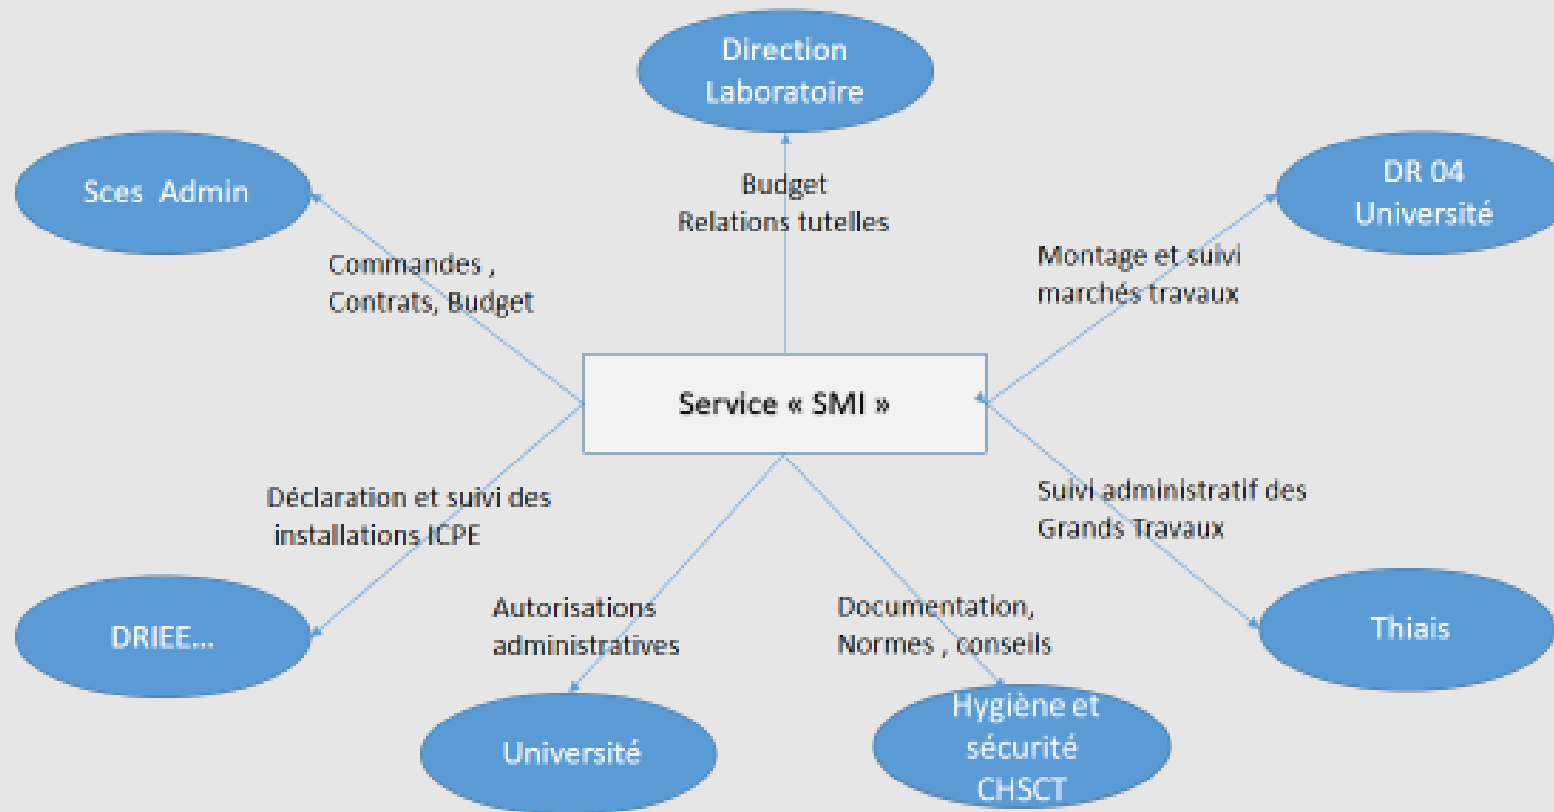 Direction
Laboratoire
Sces Admin
DR 04
Université
Budget
Relations tutelles
Commandes ,
Contrats, Budget
Montage et suivi
marchés travaux
Service « SMI »
Déclaration et suivi des
installations ICPE
Suivi administratif des
Grands Travaux
DRIEE...
Autorisations
administratives
Documentation,
Normes , conseils
Thiais
Université
Hygiène et
sécurité
CHSCT